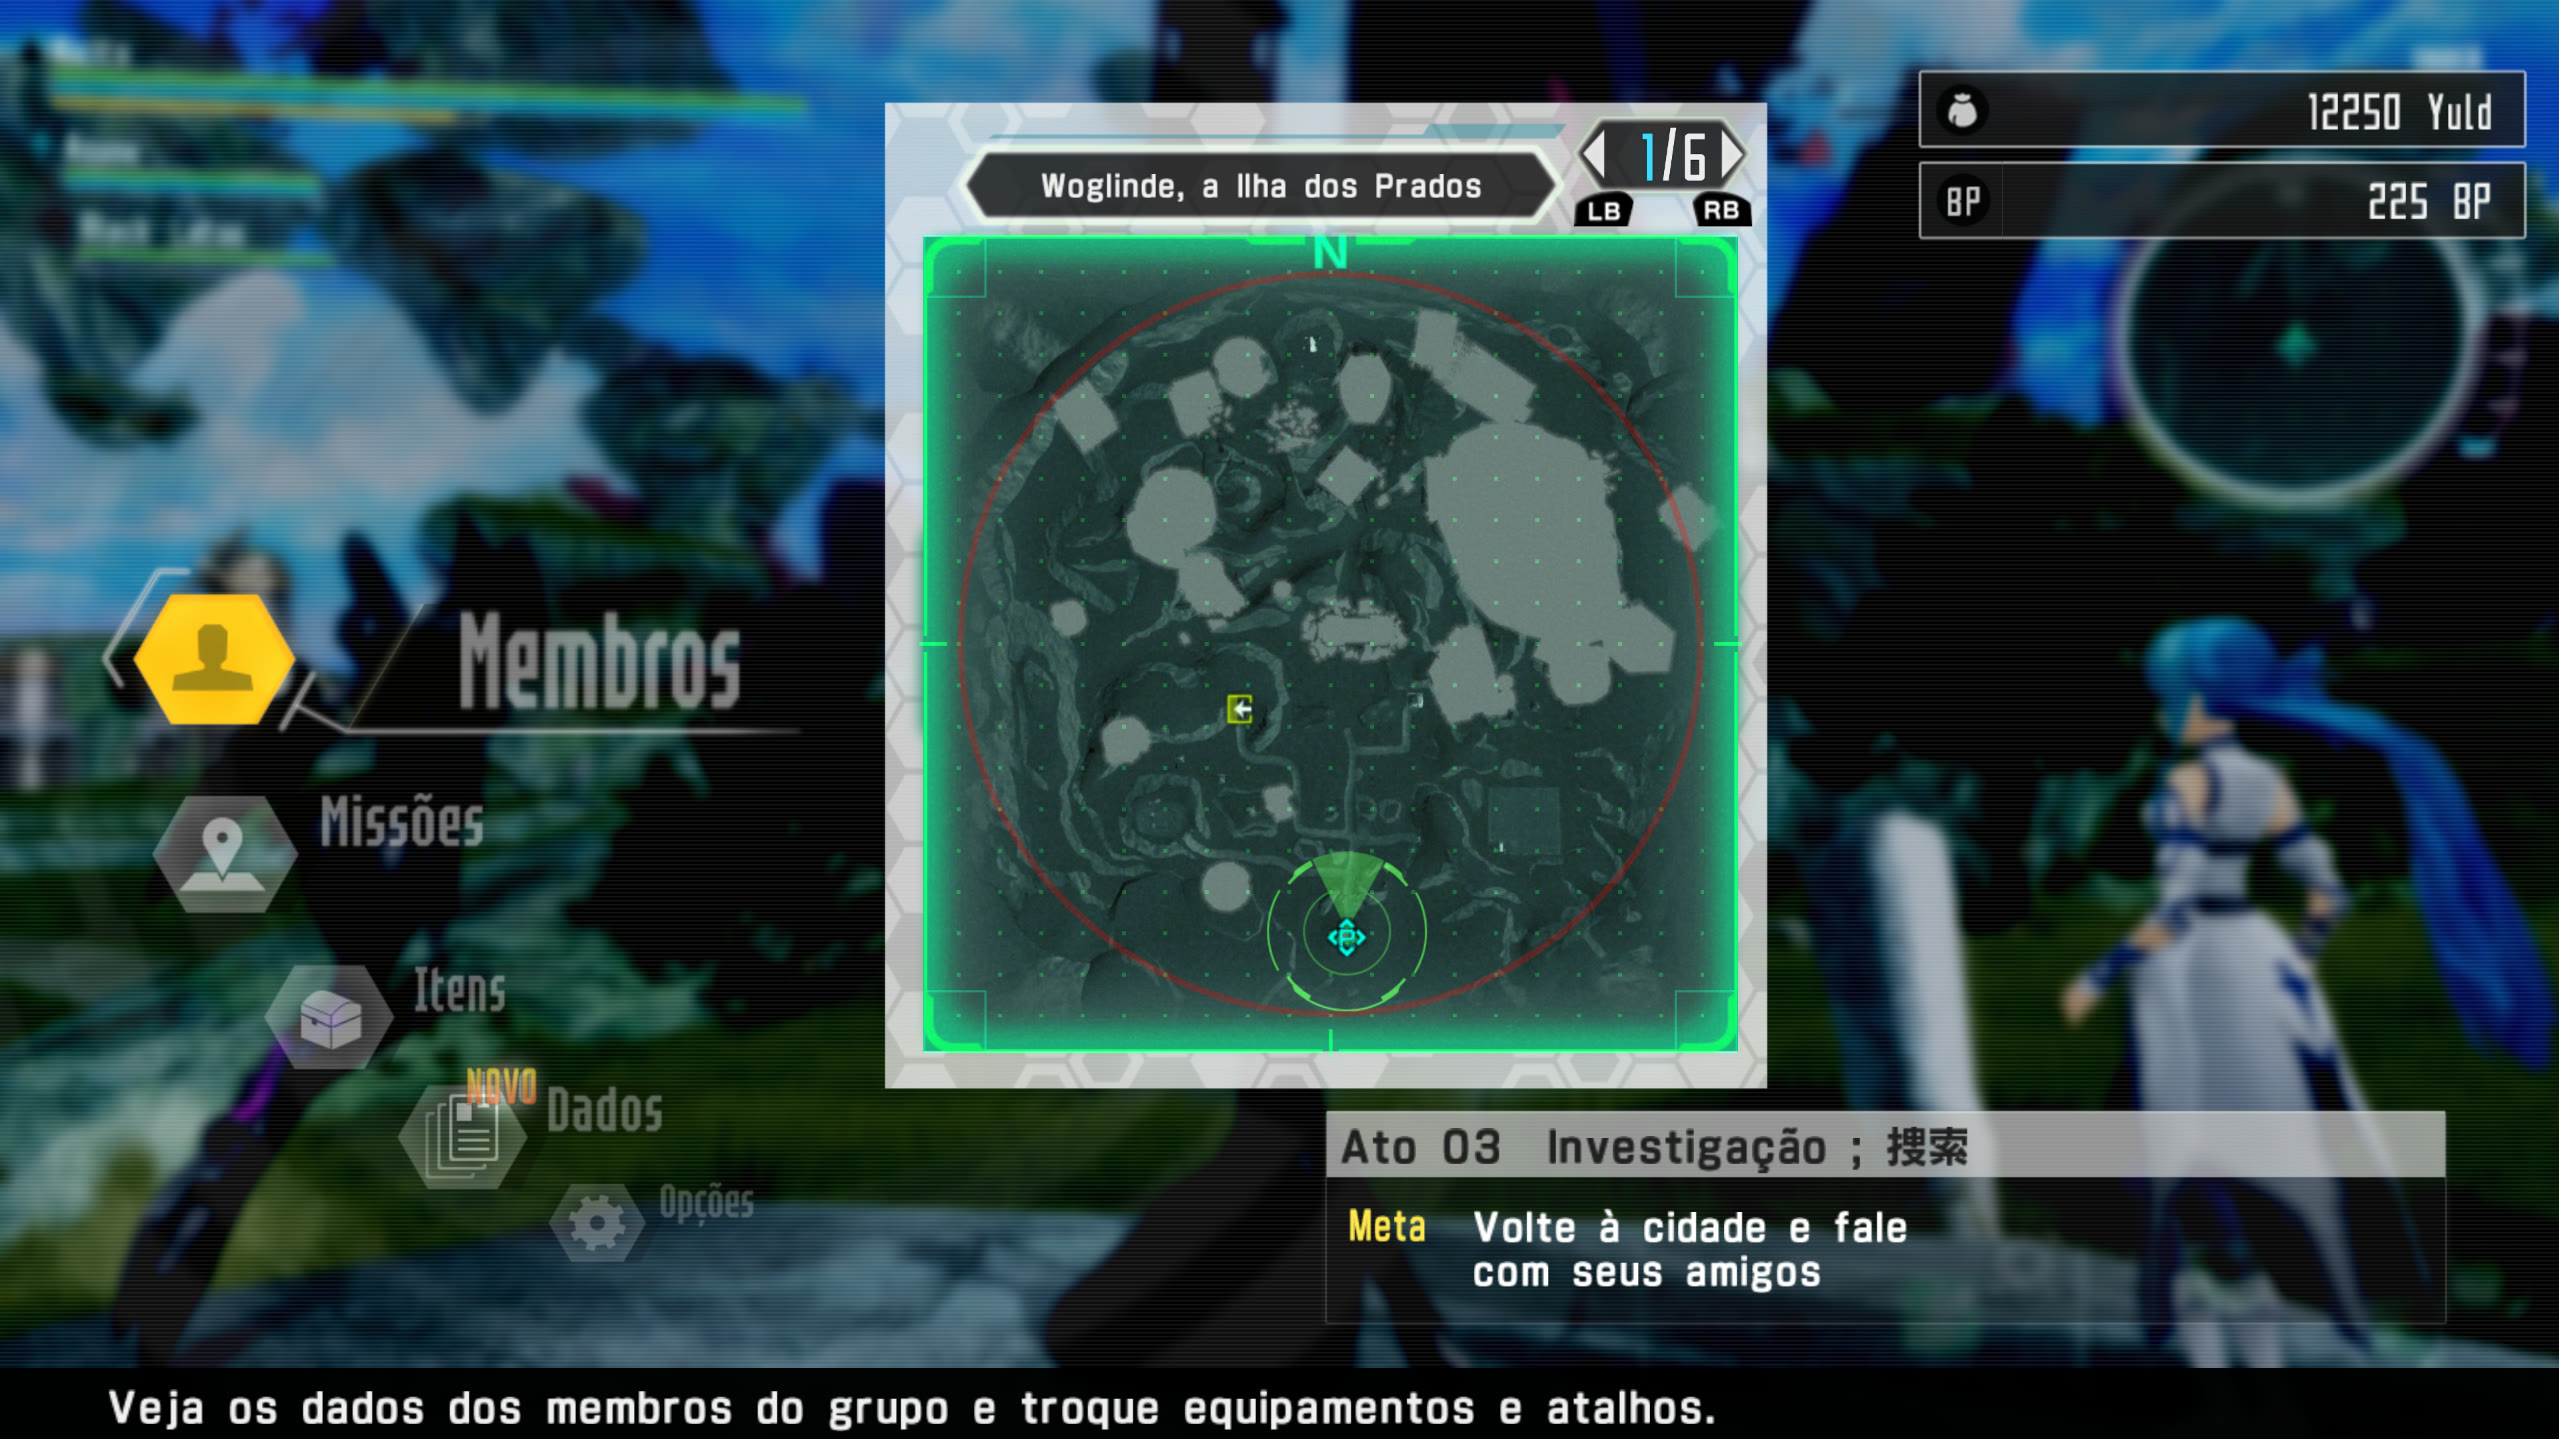 12250 Yuld
BP
225 BP
Woglinde, a Ilha dos Prados
1/6
LB
RB
N
P
Membros
Missões
Itens
NOVO
Dados
Opções
Ato 03 Investigação ; 捜索
Meta
Volte à cidade e fale
com seus amigos
Veja os dados dos membros do grupo e troque equipamentos e atalhos.